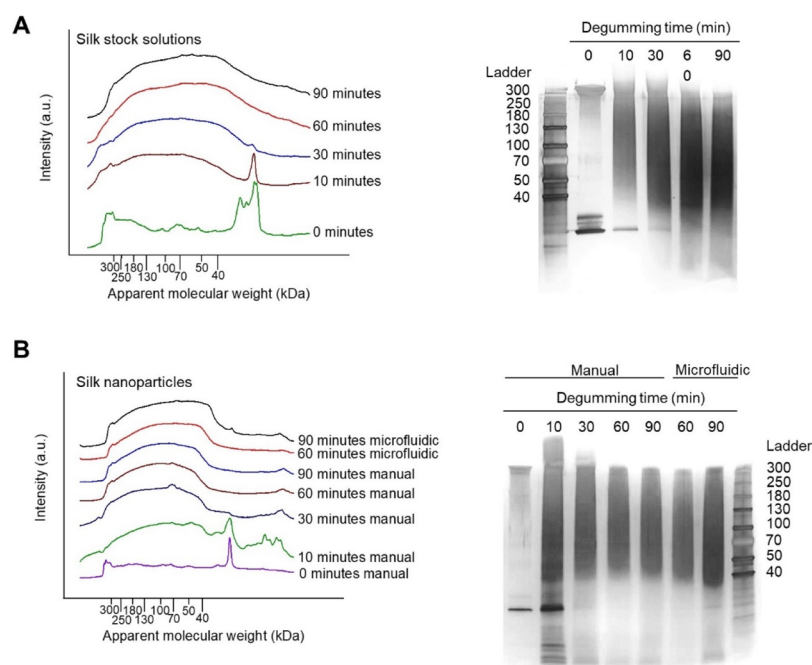 A
Silk stock solutions
Intensity (a.u.)
90 minutes
60 minutes
30 minutes
10 minutes
0 minutes
300 180 100 50 40
250 130 70
Apparent molecular weight (kDa)
Degumming time (min)
0 10 30 6 90
0
Ladder
300
250
180
130
100
70
50
40
B
Silk nanoparticles
Intensity (a.u.)
90 minutes microfluidic
60 minutes microfluidic
90 minutes manual
60 minutes manual
30 minutes manual
10 minutes manual
0 minutes manual
300 180 100 50 40
250 130 70
Apparent molecular weight (kDa)
Manual Microfluidic
Degumming time (min)
0 10 30 60 90 60 90
Ladder
300
250
180
130
100
70
50
40